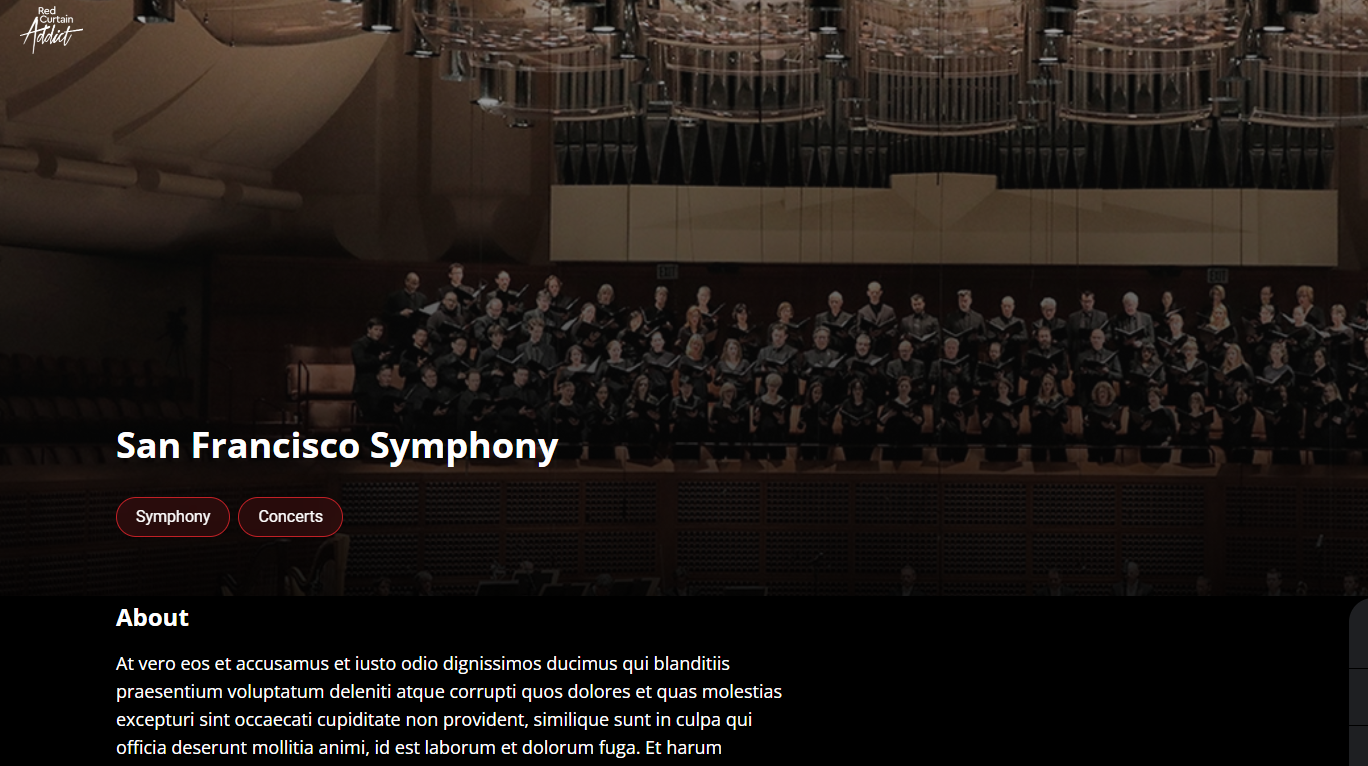 Red
Curtain
Addict
EXIT
EXIT
San Francisco Symphony
Symphony
Concerts
About
At vero eos et accusamus et iusto odio dignissimos ducimus qui blanditiis
praesentium voluptatum deleniti atque corrupti quos dolores et quas molestias
excepturi sint occaecati cupiditate non provident, similique sunt in culpa qui
officia deserunt mollitia animi, id est laborum et dolorum fuga. Et harum